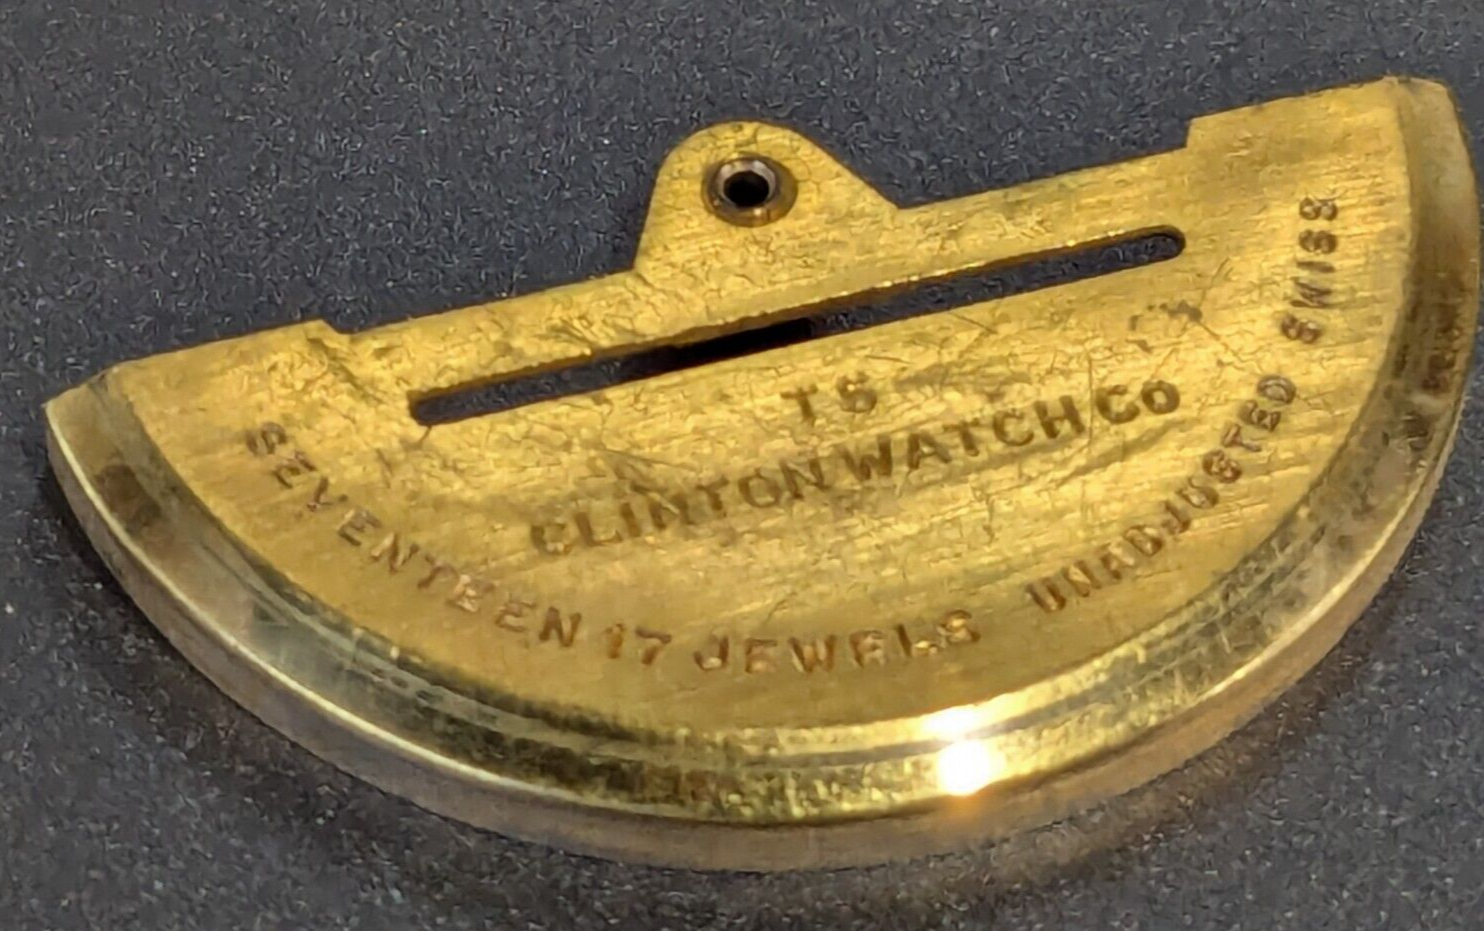 TS
CLINTON WATCH Co
SEVENTEEN 17 JEWELS UNADJUSTED SWISS